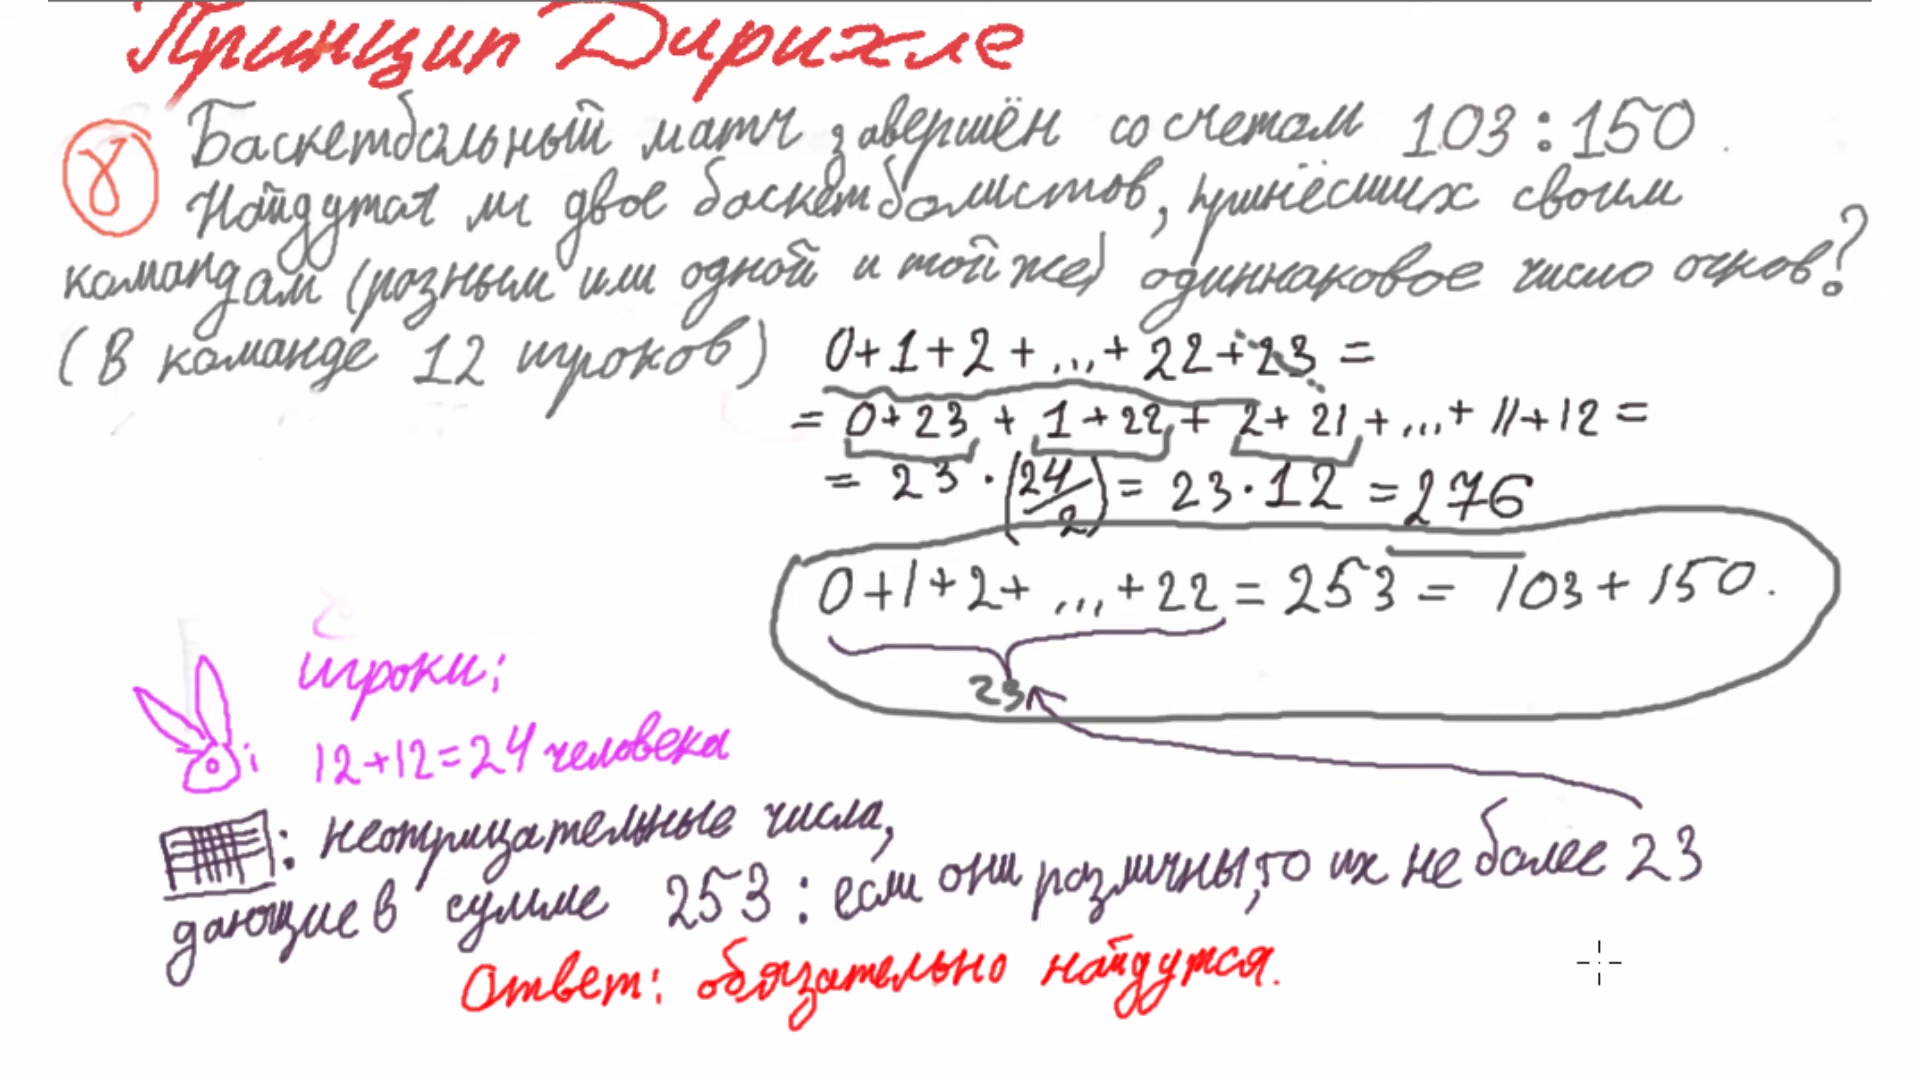 Принцип Дирихле
γ Баскетбольный матч завершён со счетом 103:150.
Найдутся ли двое баскетболистов, принёсших своим
командам (разным или одной и той же) одиннаковое число очков?
(В команде 12 игроков)
0+1+2+...+22+23=
=0+23+1+22+2+21+...+11+12=
=23·(24/2)=23·12=276
0+1+2+...+22=253=103+150.
23
игроки:
: 12+12=24 человека
: неотрицательные числа,
дающие в сумме 253: если они различны, то их не более 23
Ответ: обязательно найдутся.